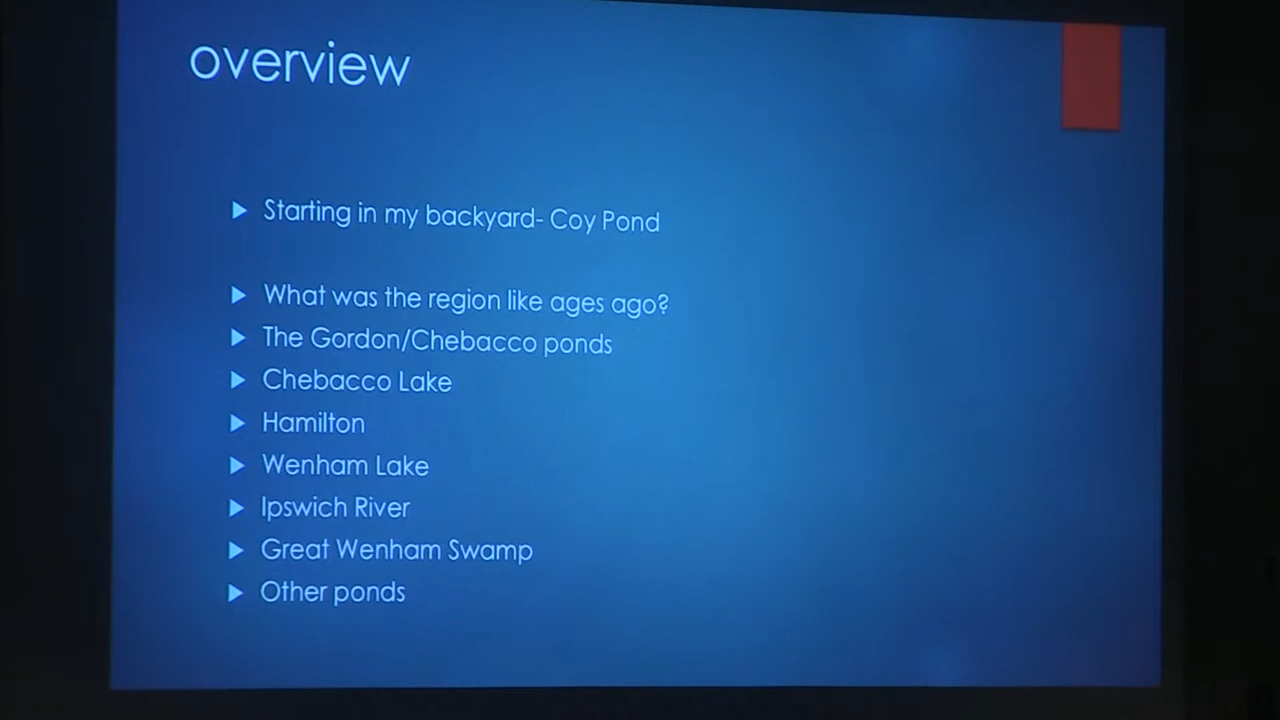 overview
Starting in my backyard- Coy Pond
What was the region like ages ago?
The Gordon/Chebacco ponds
Chebacco Lake
Hamilton
Wenham Lake
Ipswich River
Great Wenham Swamp
Other ponds